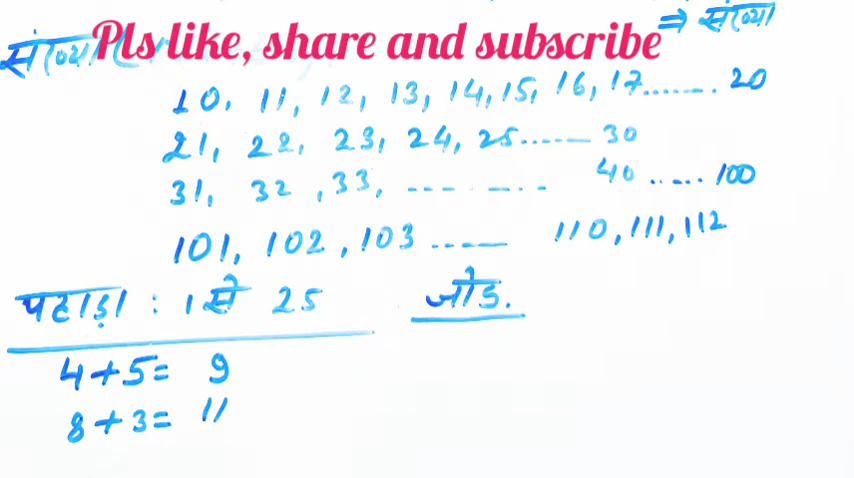 संख्या Pls like, share and subscribe ⇒ संख्या
10, 11, 12, 13, 14, 15, 16, 17....... 20
21, 22, 23, 24, 25....... 30
31, 32, 33, ......... 40 ...... 100
101, 102, 103 ...... 110, 111, 112
पहाड़ा : 1 से 25 जोड.
4+5= 9
8+3= 11